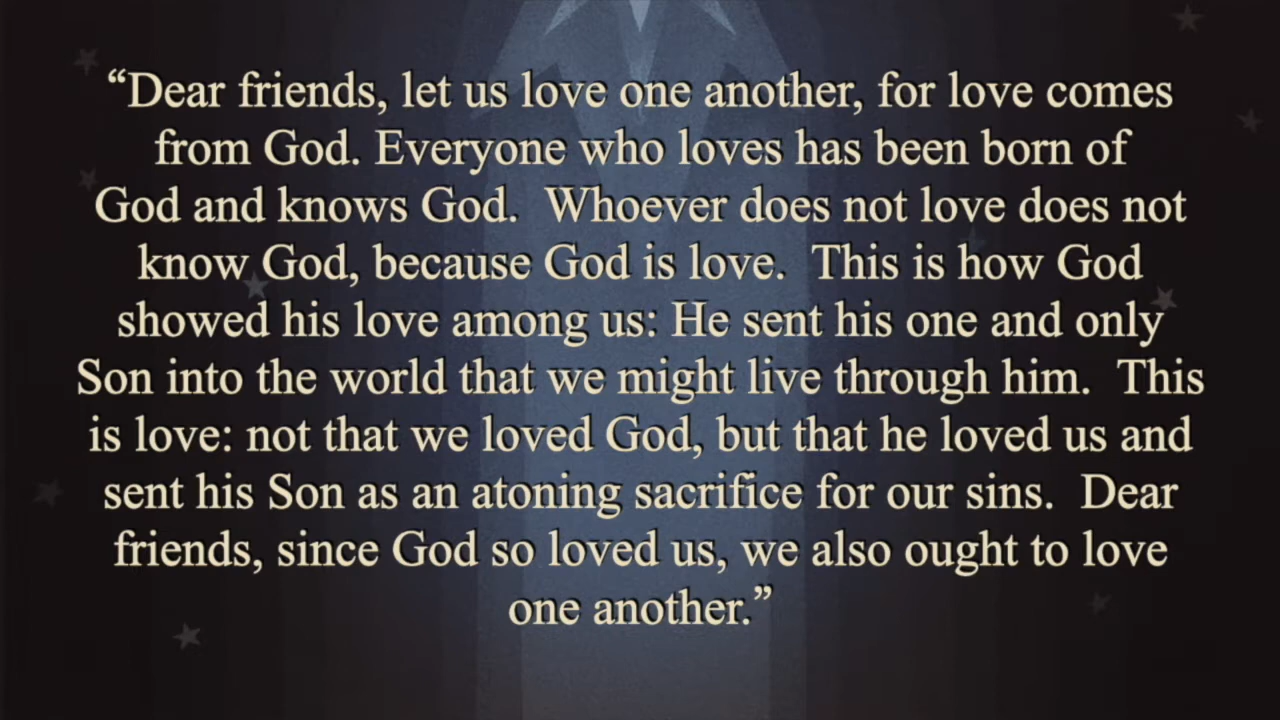 “Dear friends, let us love one another, for love comes
from God. Everyone who loves has been born of
God and knows God.  Whoever does not love does not
know God, because God is love.  This is how God
showed his love among us: He sent his one and only
Son into the world that we might live through him.  This
is love: not that we loved God, but that he loved us and
sent his Son as an atoning sacrifice for our sins.  Dear
friends, since God so loved us, we also ought to love
one another.”